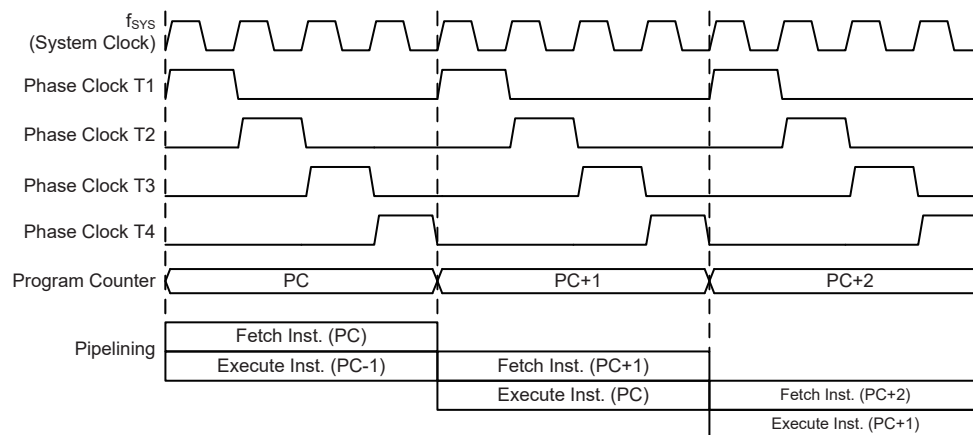 fSYS
(System Clock)
Phase Clock T1
Phase Clock T2
Phase Clock T3
Phase Clock T4
Program Counter PC PC+1 PC+2
Fetch Inst. (PC)
Pipelining
Execute Inst. (PC-1) Fetch Inst. (PC+1)
Execute Inst. (PC) Fetch Inst. (PC+2)
Execute Inst. (PC+1)